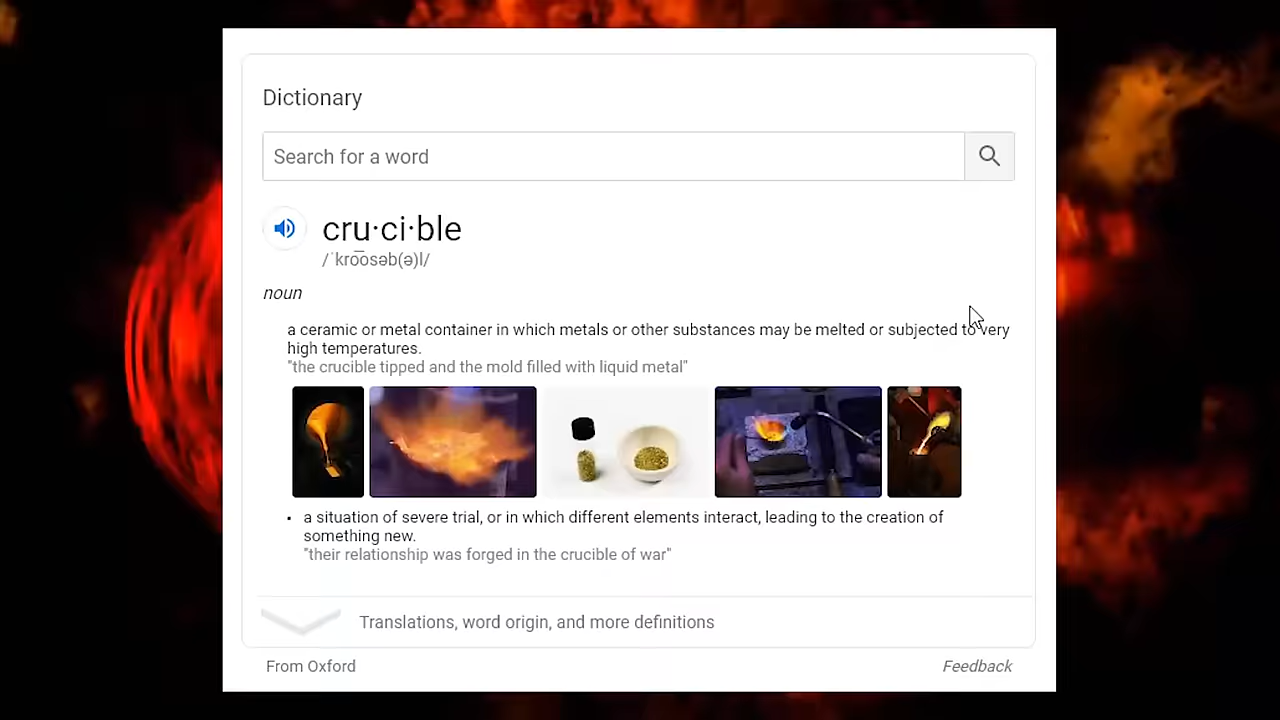 Dictionary
Search for a word
cru·ci·ble
/ˈkro͞osəb(ə)l/
noun
a ceramic or metal container in which metals or other substances may be melted or subjected to very
high temperatures.
"the crucible tipped and the mold filled with liquid metal"
• a situation of severe trial, or in which different elements interact, leading to the creation of
something new.
"their relationship was forged in the crucible of war"
Translations, word origin, and more definitions
From Oxford
Feedback